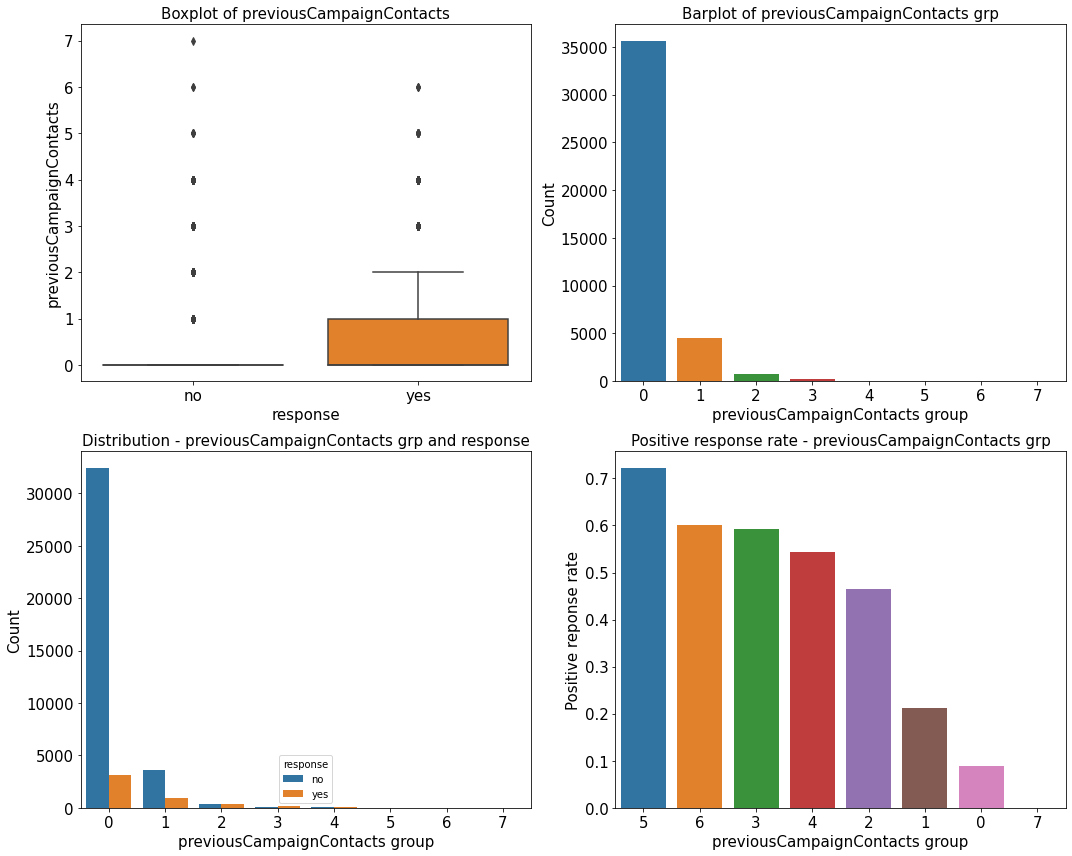 Boxplot of previousCampaignContacts
7
6
5
4
3
2
1
0
previousCampaignContacts
no yes
response
Barplot of previousCampaignContacts grp
35000
30000
25000
20000
15000
10000
5000
0
Count
0 1 2 3 4 5 6 7
previousCampaignContacts group
Distribution - previousCampaignContacts grp and response
30000
25000
20000
15000
10000
5000
0
Count
response
no
yes
0 1 2 3 4 5 6 7
previousCampaignContacts group
Positive response rate - previousCampaignContacts grp
0.7
0.6
0.5
0.4
0.3
0.2
0.1
0.0
Positive reponse rate
5 6 3 4 2 1 0 7
previousCampaignContacts group